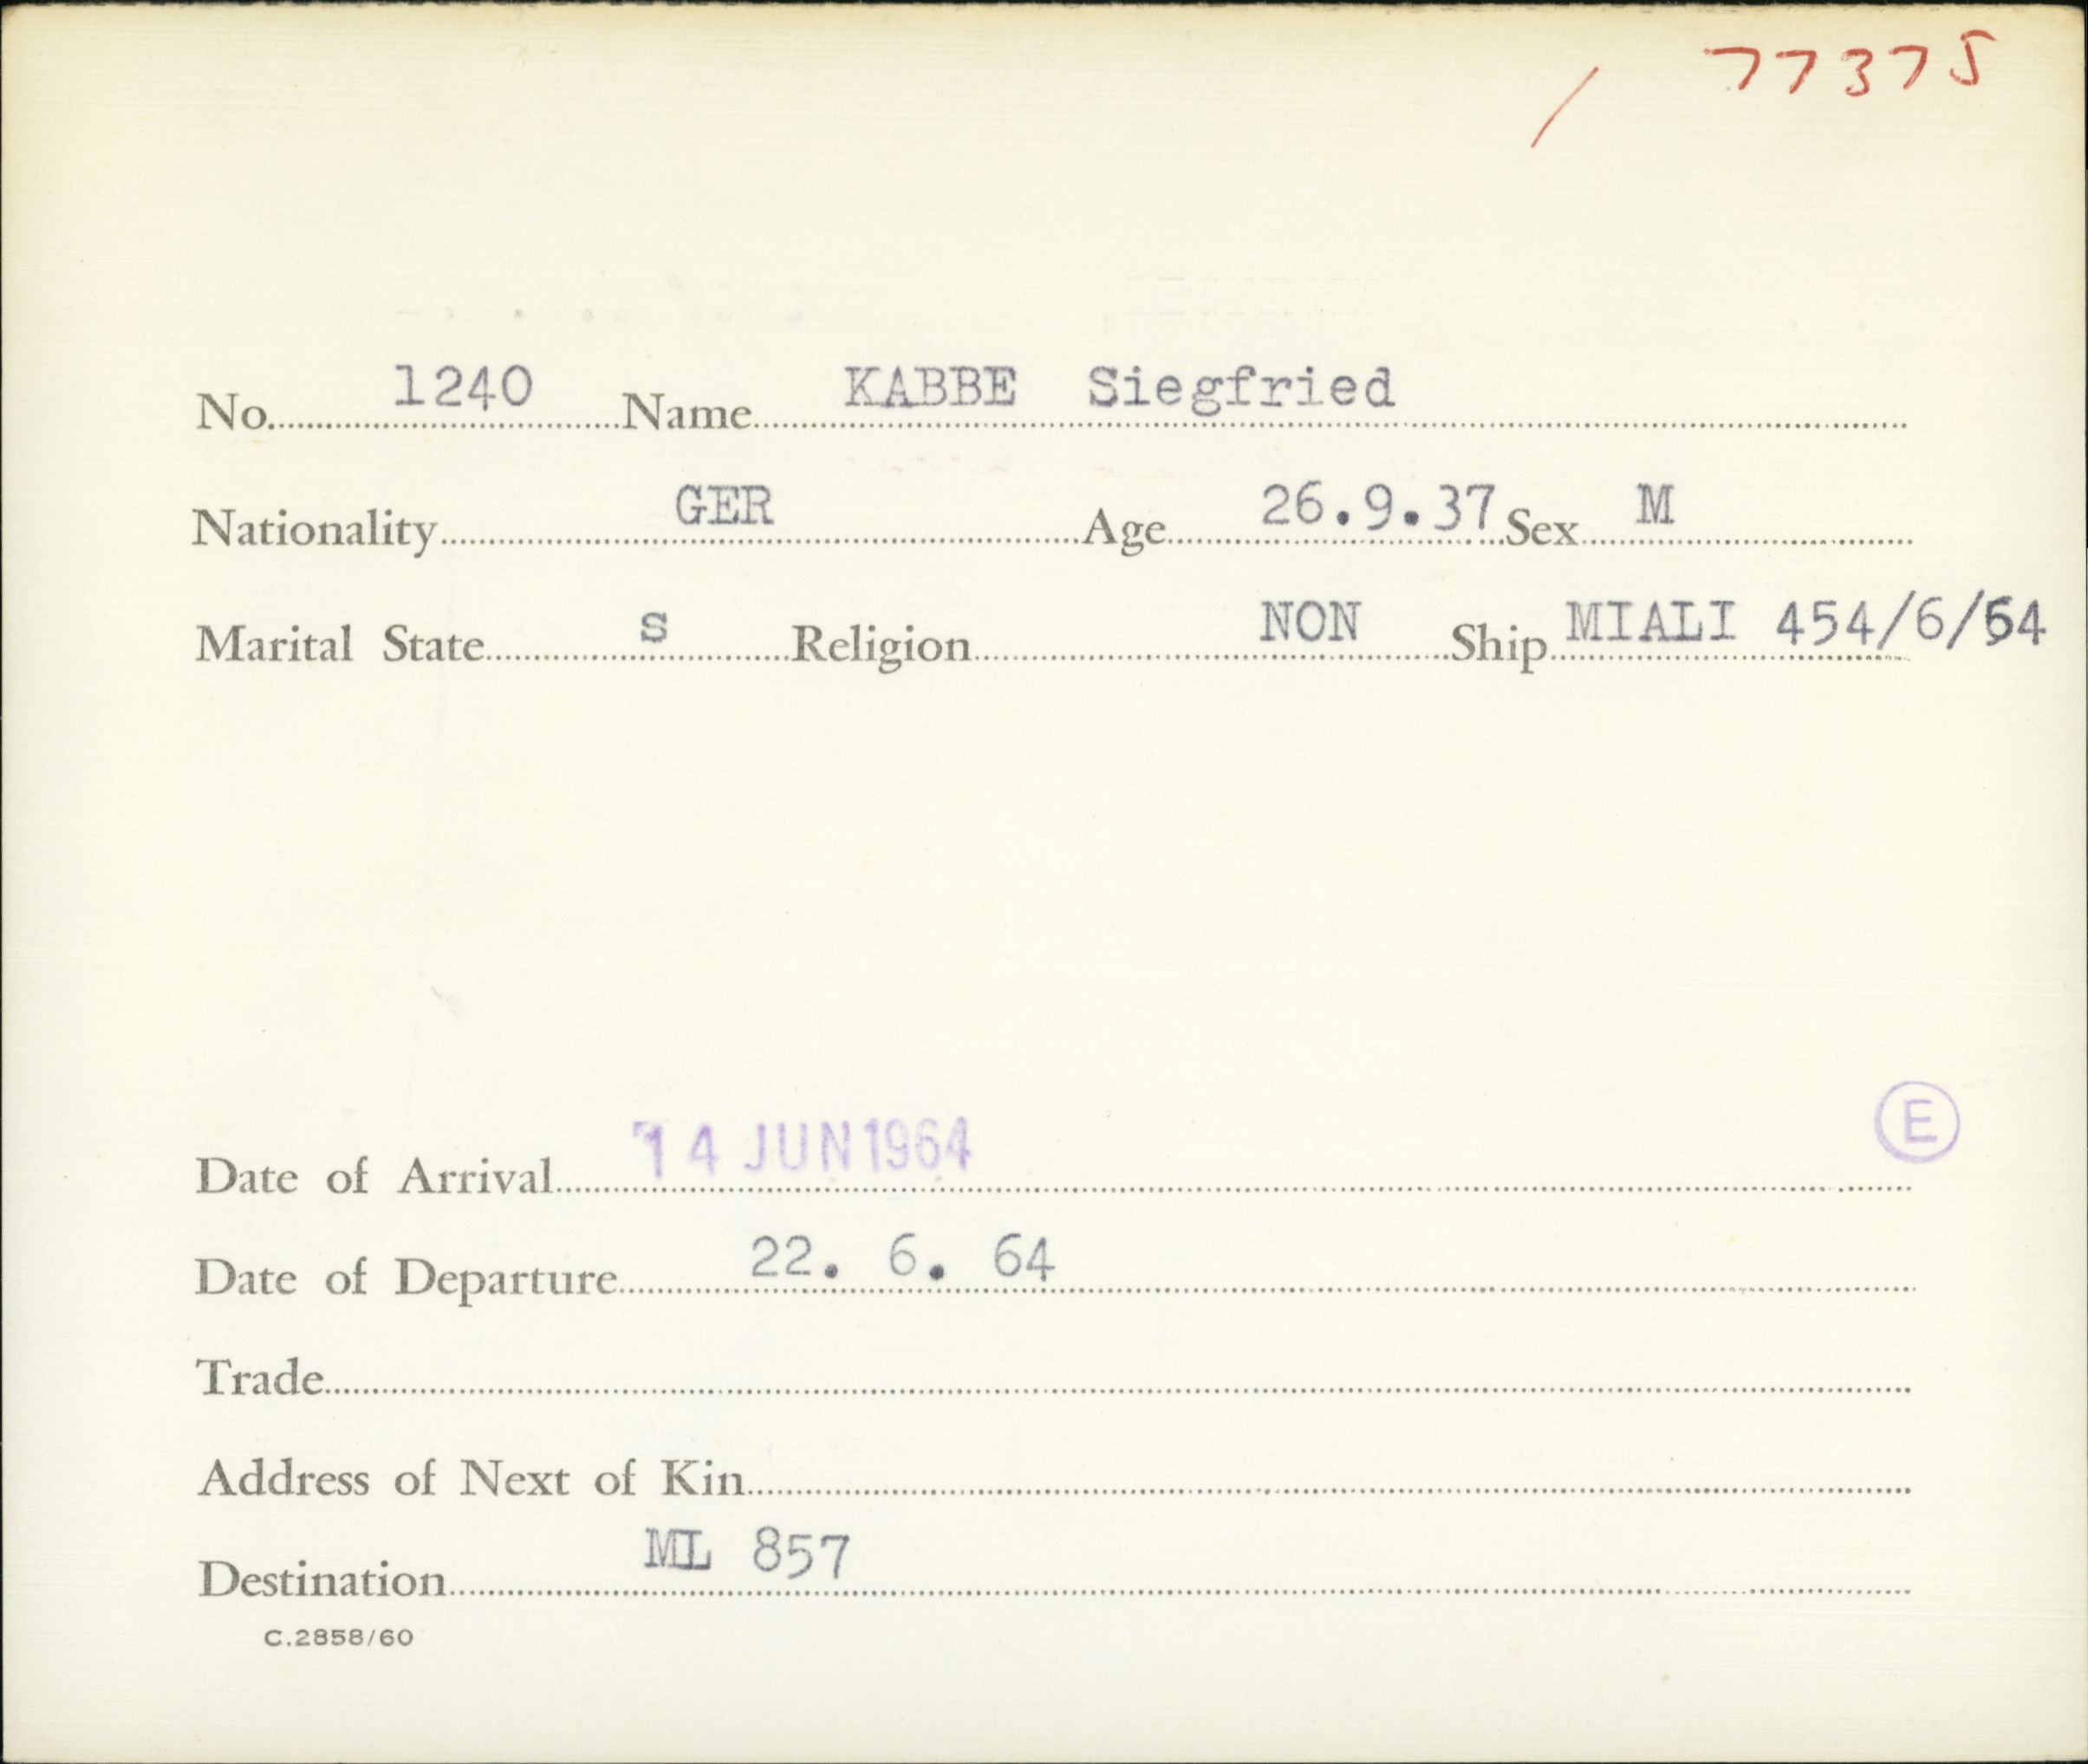 / 77375
No. 1240 Name KABBE Siegfried
Nationality GER Age 26.9.37 Sex M
Marital State S Religion NON Ship MIALI 454/6/64
E
Date of Arrival 14 JUN 1964
Date of Departure 22. 6. 64
Trade
Address of Next of Kin
Destination ML 857
C.2858/60